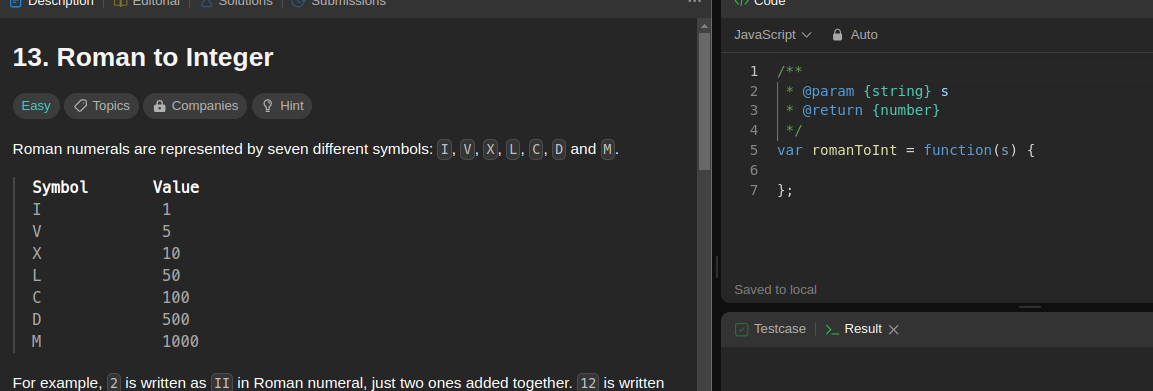 Description | Editorial | Solutions | Submissions ...
13. Roman to Integer
Easy Topics Companies Hint
Roman numerals are represented by seven different symbols: I, V, X, L, C, D and M.
Symbol Value
I 1
V 5
X 10
L 50
C 100
D 500
M 1000
For example, 2 is written as II in Roman numeral, just two ones added together. 12 is written
</> Code
JavaScript Auto
1 /**
2 * @param {string} s
3 * @return {number}
4 */
5 var romanToInt = function(s) {
6
7 };
Saved to local
Testcase | >_ Result